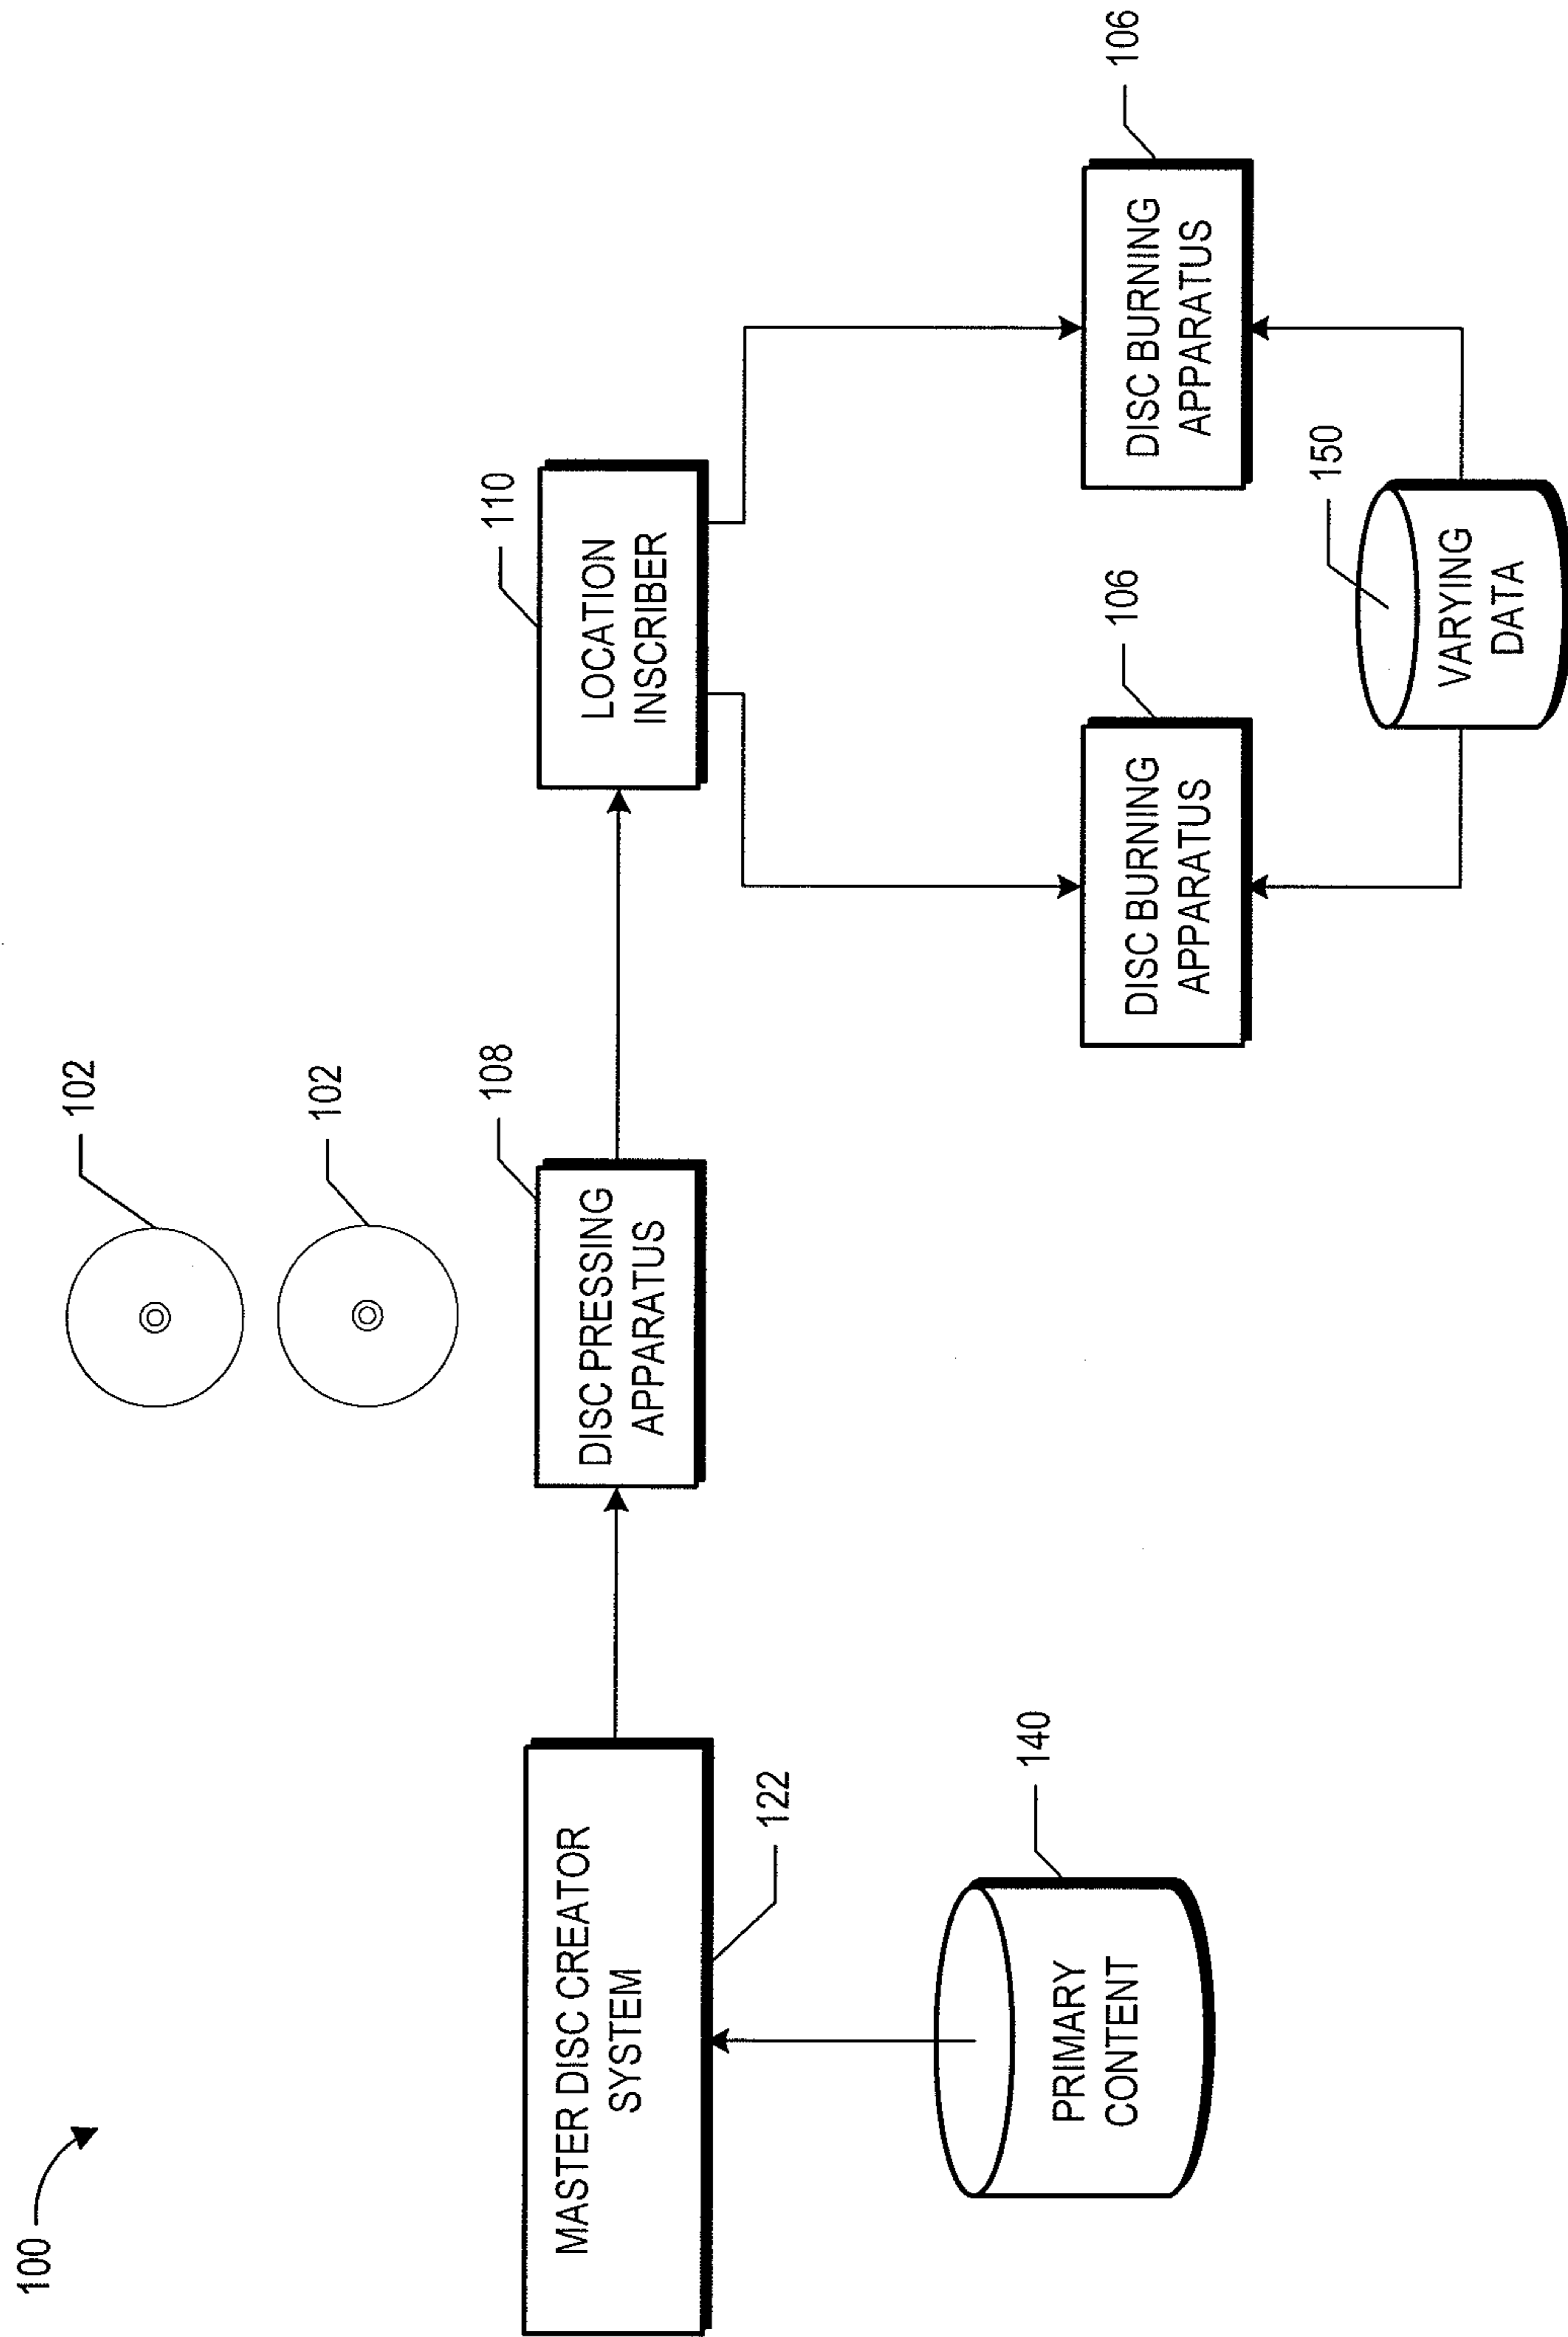 100
102
102
MASTER DISC CREATOR
SYSTEM
122
DISC PRESSING
APPARATUS
108
LOCATION
INSCRIBER
110
PRIMARY
CONTENT
140
DISC BURNING
APPARATUS
106
DISC BURNING
APPARATUS
106
VARYING
DATA
150